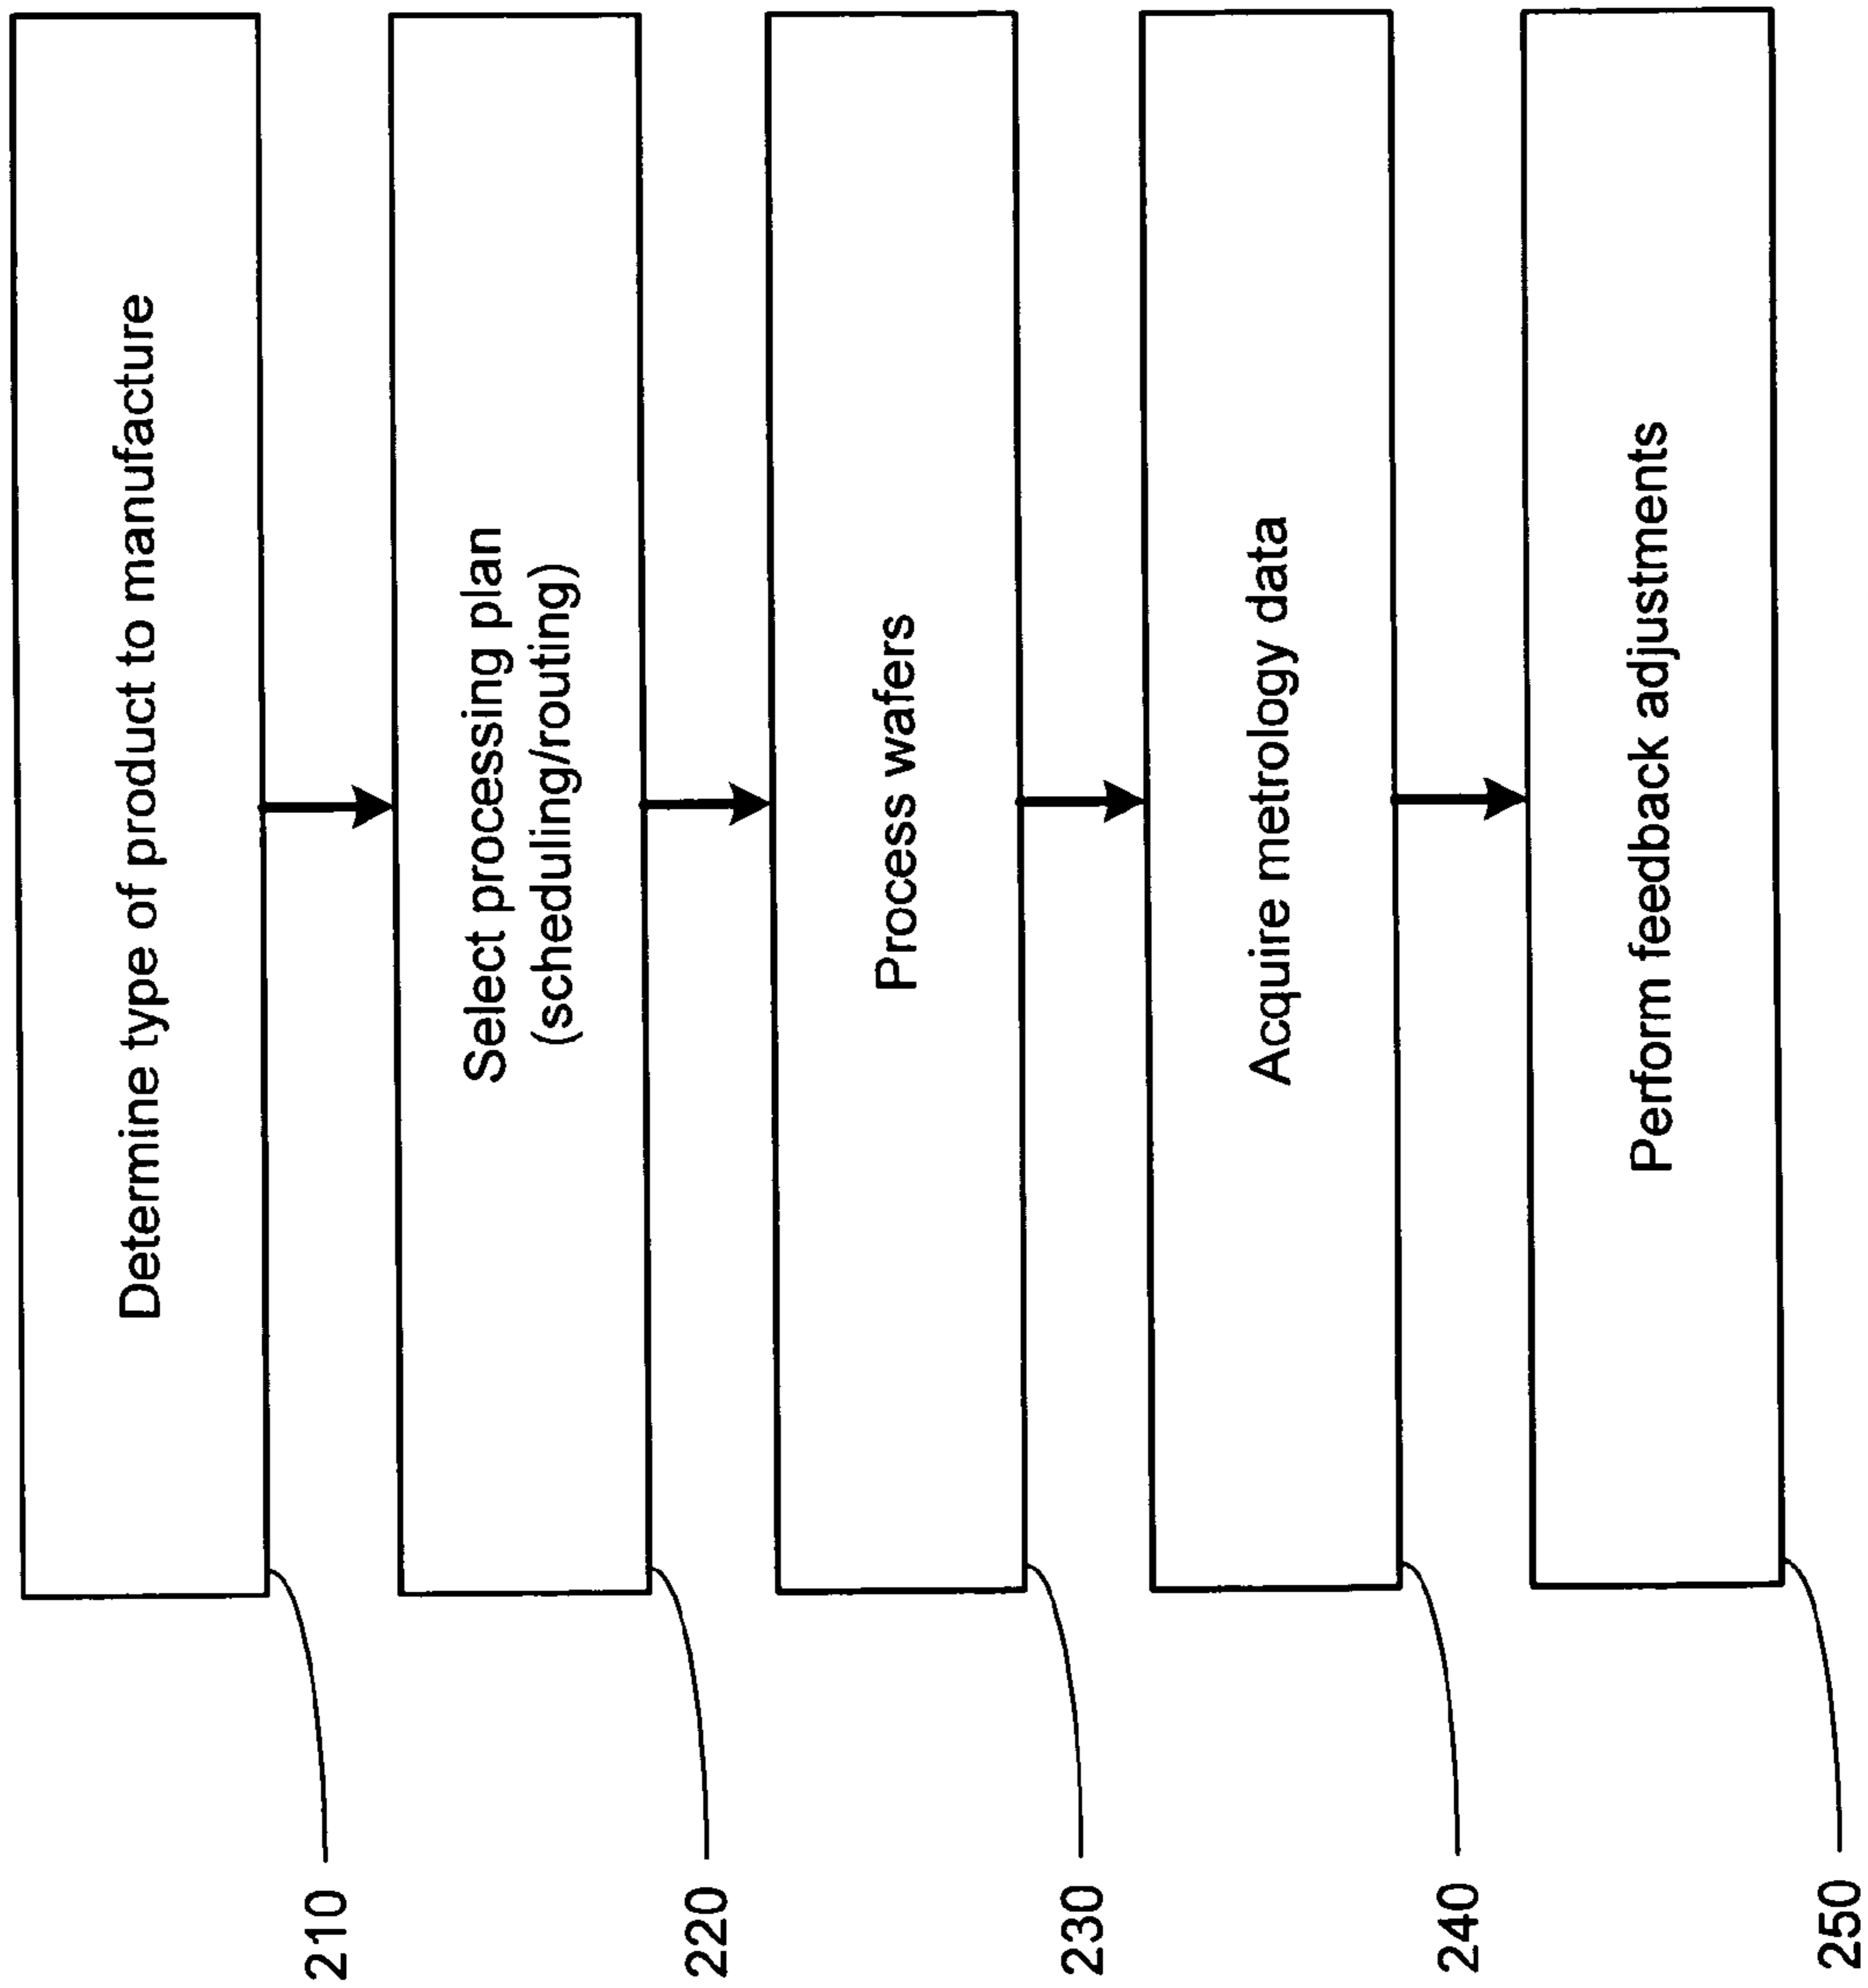 Determine type of product to manufacture
210
Select processing plan
(scheduling/routing)
220
Process wafers
230
Acquire metrology data
240
Perform feedback adjustments
250